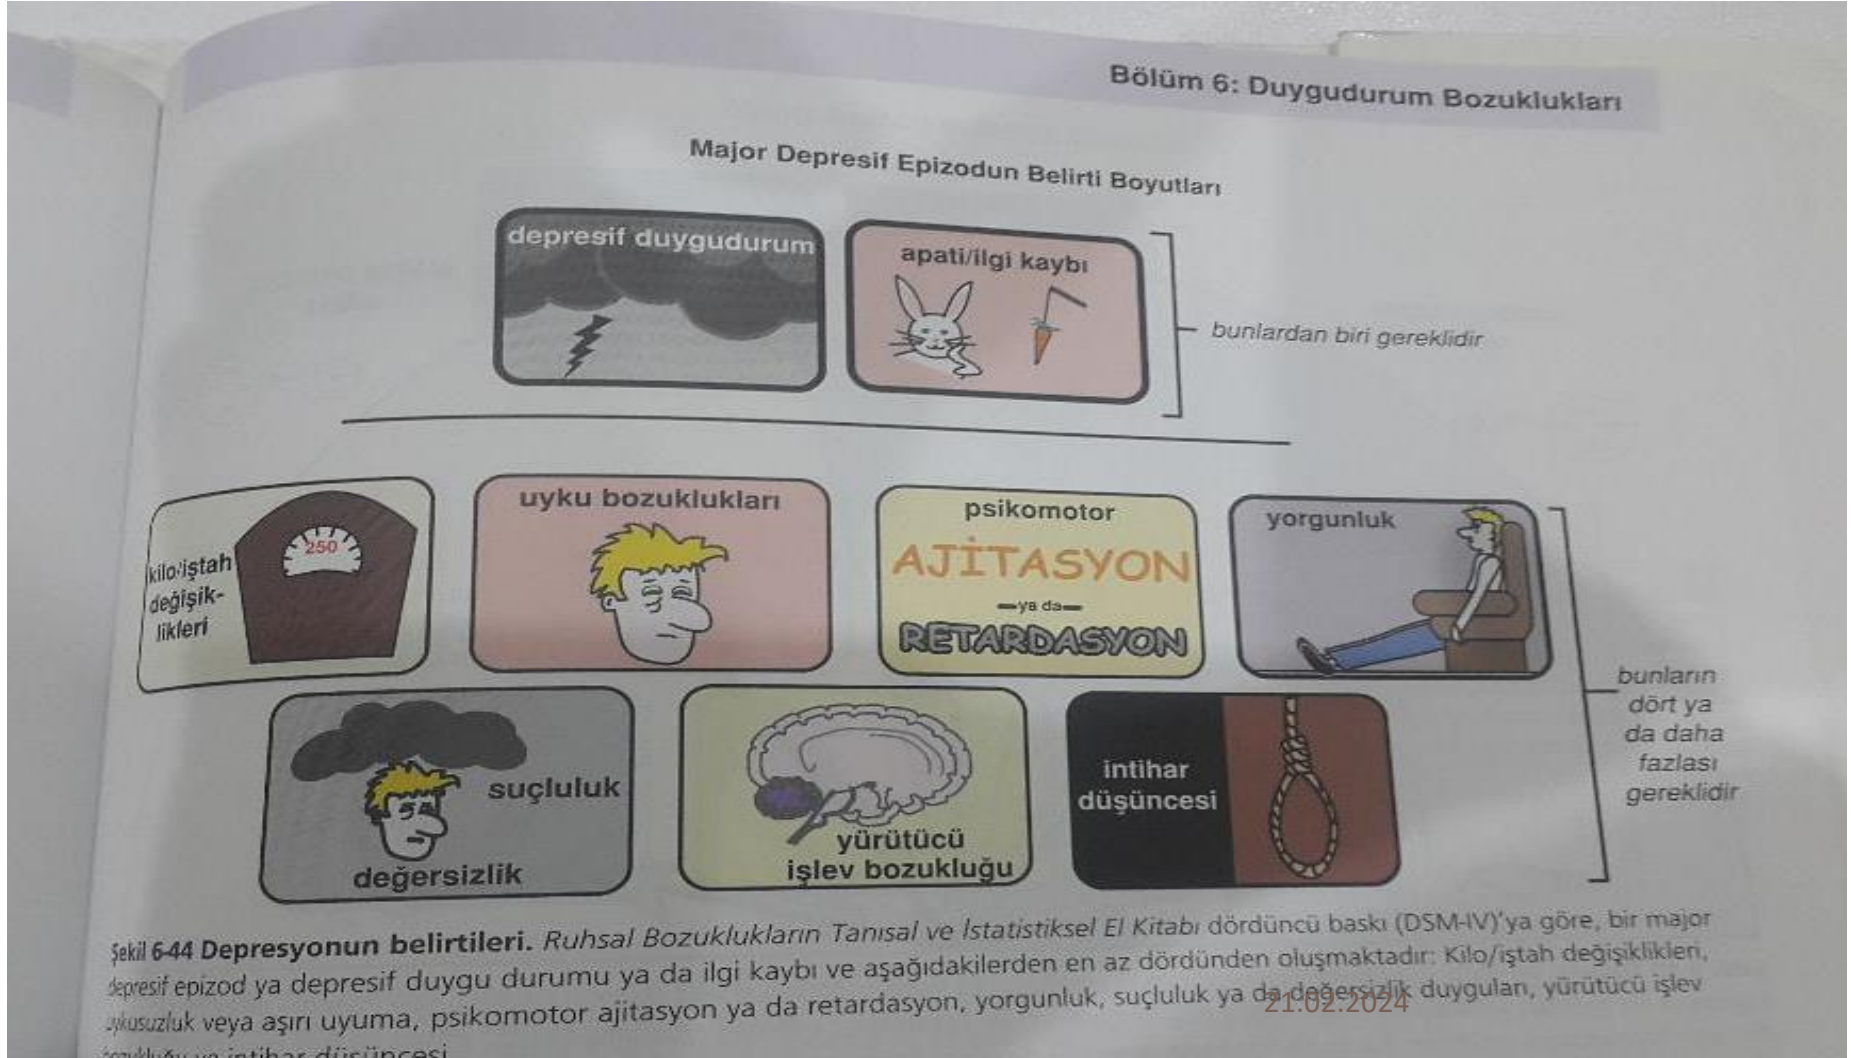 Bölüm 6: Duygudurum Bozuklukları
Major Depresif Epizodun Belirti Boyutları
depresif duygudurum
apati/ilgi kaybı
bunlardan biri gereklidir
kilo/iştah
değişik-
likleri
250
uyku bozuklukları
psikomotor
AJİTASYON
ya da
RETARDASYON
yorgunluk
suçluluk
değersizlik
yürütücü
işlev bozukluğu
intihar
düşüncesi
bunların
dört ya
da daha
fazlası
gereklidir
Şekil 6-44 Depresyonun belirtileri. Ruhsal Bozuklukların Tanısal ve İstatistiksel El Kitabı dördüncü baskı (DSM-IV)'ya göre, bir major
depresif epizod ya depresif duygu durumu ya da ilgi kaybı ve aşağıdakilerden en az dördünden oluşmaktadır: Kilo/iştah değişiklikleri,
uykusuzluk veya aşırı uyuma, psikomotor ajitasyon ya da retardasyon, yorgunluk, suçluluk ya da değersizlik duyguları, yürütücü işlev
bozukluğu ve intihar düşüncesi.
21.02.2024